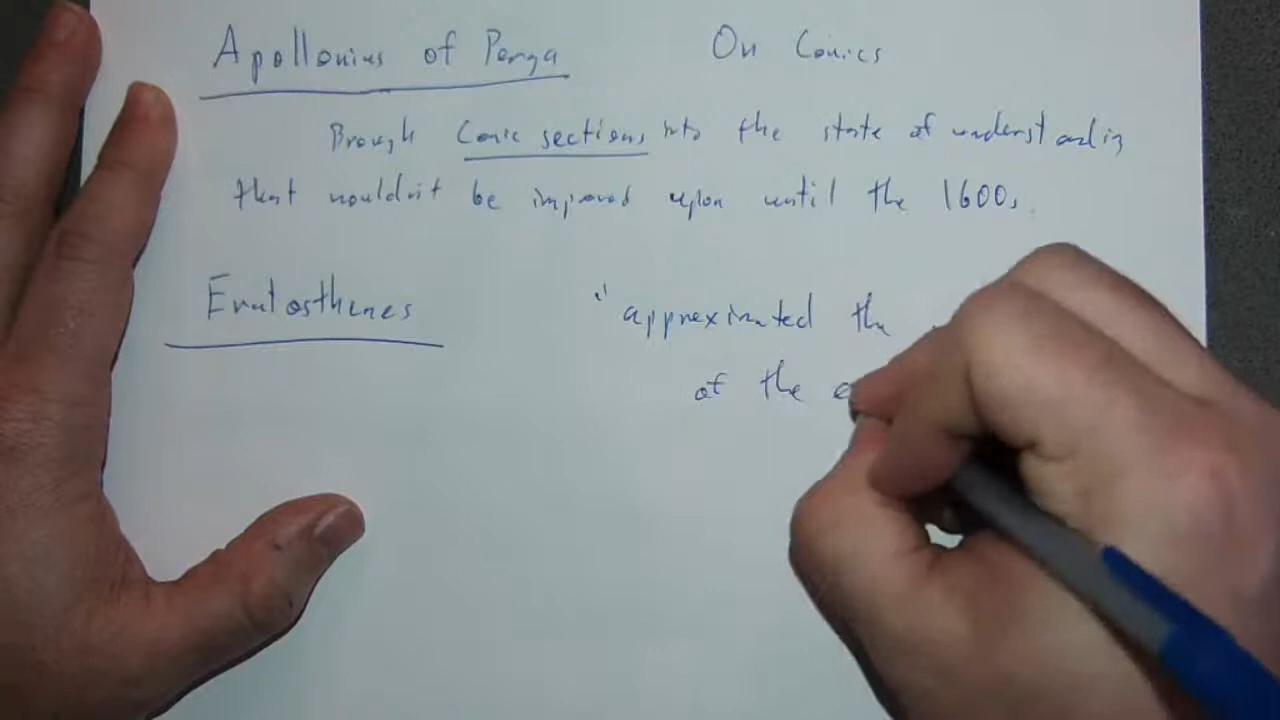 Apollonius of Perga On Conics
Brough Conic sections into the state of understanding
that wouldn't be improved upon until the 1600s
Eratosthenes "approximated the
of the